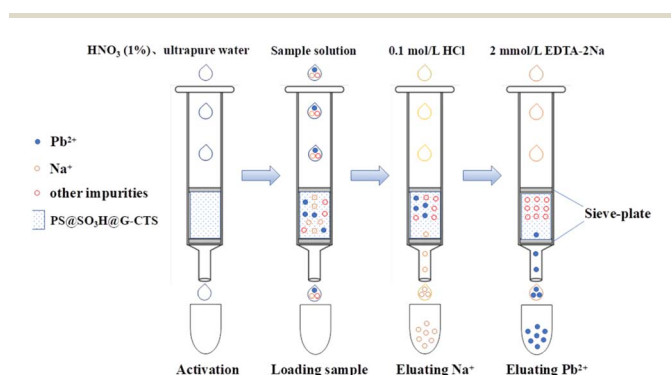 HNO₃ (1%)、ultrapure water
Sample solution
0.1 mol/L HCl
2 mmol/L EDTA-2Na
Pb²⁺
Na⁺
other impurities
PS@SO₃H@G-CTS
Sieve-plate
Activation
Loading sample
Eluating Na⁺
Eluating Pb²⁺